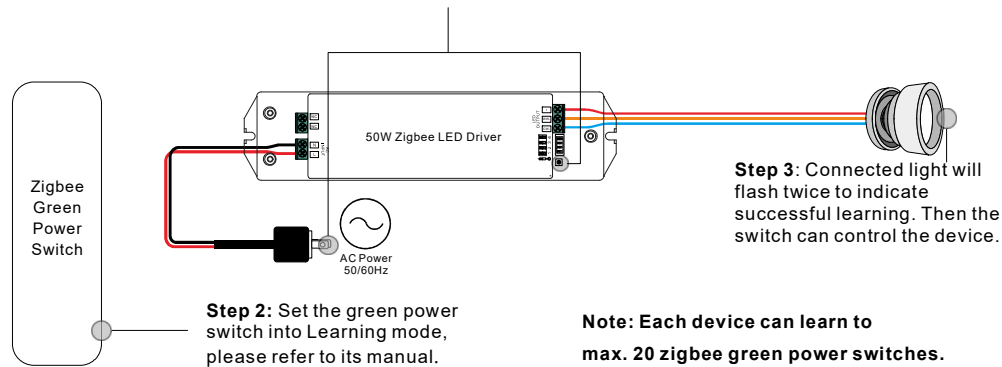 50W Zigbee LED Driver
Zigbee
Green
Power
Switch
AC Power
50/60Hz
Step 3: Connected light will
flash twice to indicate
successful learning. Then the
switch can control the device.
Step 2: Set the green power
switch into Learning mode,
please refer to its manual.
Note: Each device can learn to
max. 20 zigbee green power switches.